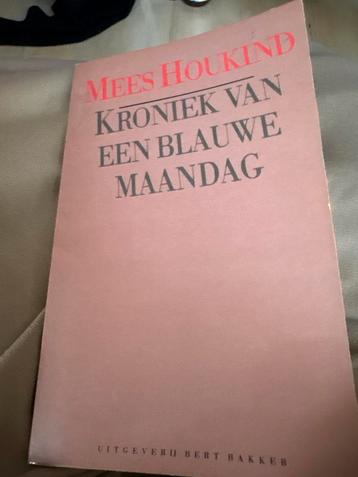 MEES HOUKIND
KRONIEK VAN
EEN BLAUWE
MAANDAG
UITGEVERIJ BERT BAKKER